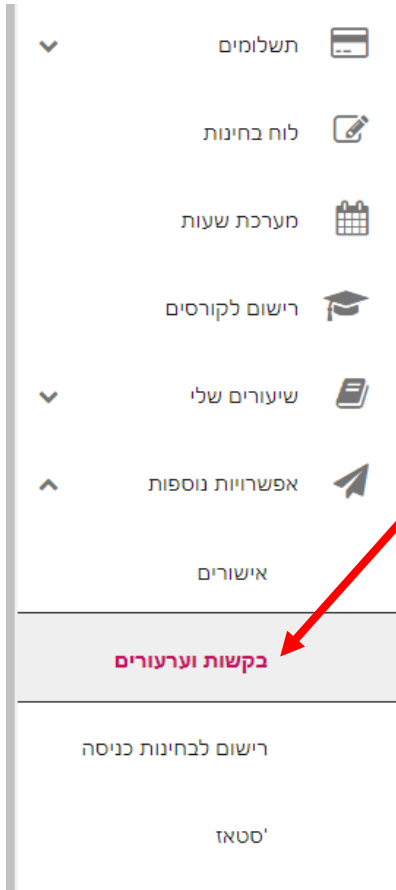 תשלומים
לוח בחינות
מערכת שעות
רישום לקורסים
שיעורים שלי
אפשרויות נוספות
אישורים
בקשות וערעורים
רישום לבחינות כניסה
סטאז'